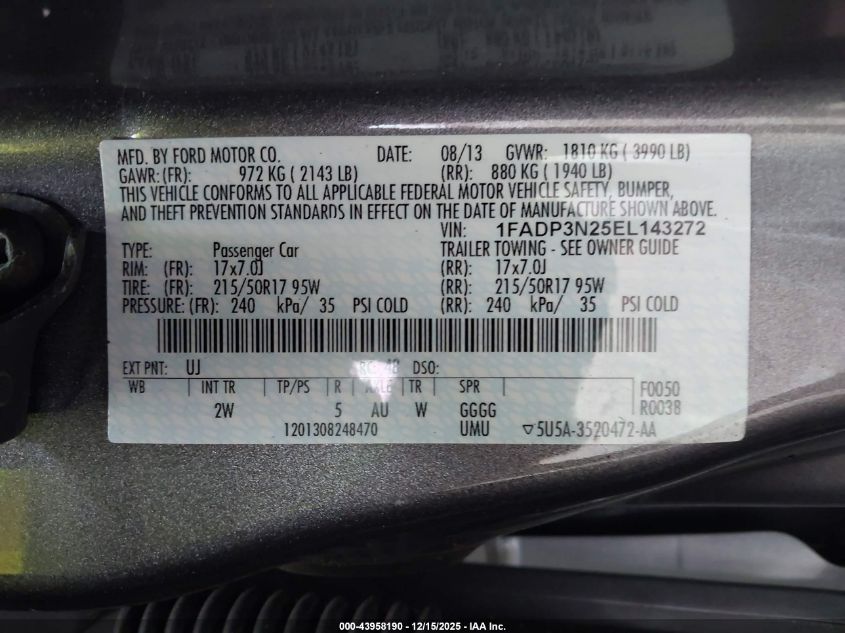 MFD. BY FORD MOTOR CO. DATE: 08/13 GVWR: 1810 KG ( 3990 LB)
GAWR: (FR): 972 KG ( 2143 LB) (RR): 880 KG ( 1940 LB)
THIS VEHICLE CONFORMS TO ALL APPLICABLE FEDERAL MOTOR VEHICLE SAFETY, BUMPER,
AND THEFT PREVENTION STANDARDS IN EFFECT ON THE DATE OF MANUFACTURE SHOWN ABOVE.
VIN: 1FADP3N25EL143272
TYPE: Passenger Car TRAILER TOWING - SEE OWNER GUIDE
RIM: (FR): 17x7.0J (RR): 17x7.0J
TIRE: (FR): 215/50R17 95W (RR): 215/50R17 95W
PRESSURE: (FR): 240 kPa/ 35 PSI COLD (RR): 240 kPa/ 35 PSI COLD
EXT PNT: UJ RC: 48 DSO:
WB INT TR TP/PS R AXLE TR SPR F0050
2W 5 AU W GGGG R0038
1201308248470 UMU ▽5U5A-3520472-AA
000-43958190 - 12/15/2025 - IAA Inc.